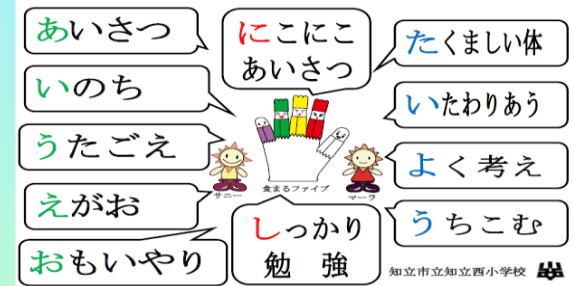 あいさつ
いのち
うたごえ
えがお
おもいやり
にこにこ
あいさつ
サニー
食まるファイブ
マーラ
しっかり
勉強
たくましい体
いたわりあう
よく考え
うちこむ
知立市立知立西小学校